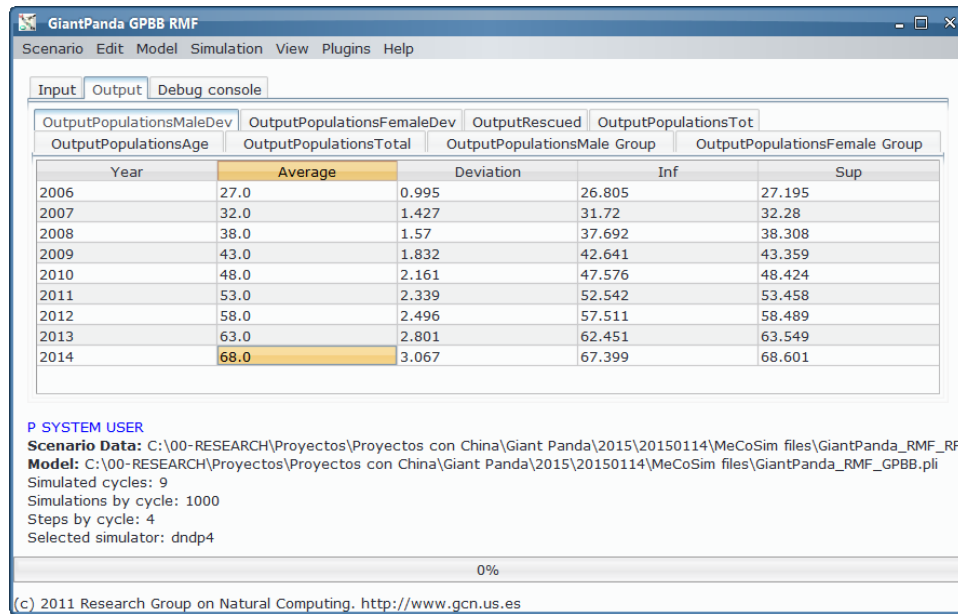 GiantPanda GPBB RMF
Scenario Edit Model Simulation View Plugins Help
Input Output Debug console
OutputPopulationsMaleDev OutputPopulationsFemaleDev OutputRescued OutputPopulationsTot
OutputPopulationsAge OutputPopulationsTotal OutputPopulationsMale Group OutputPopulationsFemale Group
Year Average Deviation Inf Sup
2006 27.0 0.995 26.805 27.195
2007 32.0 1.427 31.72 32.28
2008 38.0 1.57 37.692 38.308
2009 43.0 1.832 42.641 43.359
2010 48.0 2.161 47.576 48.424
2011 53.0 2.339 52.542 53.458
2012 58.0 2.496 57.511 58.489
2013 63.0 2.801 62.451 63.549
2014 68.0 3.067 67.399 68.601
P SYSTEM USER
Scenario Data: C:\00-RESEARCH\Proyectos\Proyectos con China\Giant Panda\2015\20150114\MeCoSim files\GiantPanda_RMF_
Model: C:\00-RESEARCH\Proyectos\Proyectos con China\Giant Panda\2015\20150114\MeCoSim files\GiantPanda_RMF_GPBB.pli
Simulated cycles: 9
Simulations by cycle: 1000
Steps by cycle: 4
Selected simulator: dndp4
0%
(c) 2011 Research Group on Natural Computing. http://www.gcn.us.es